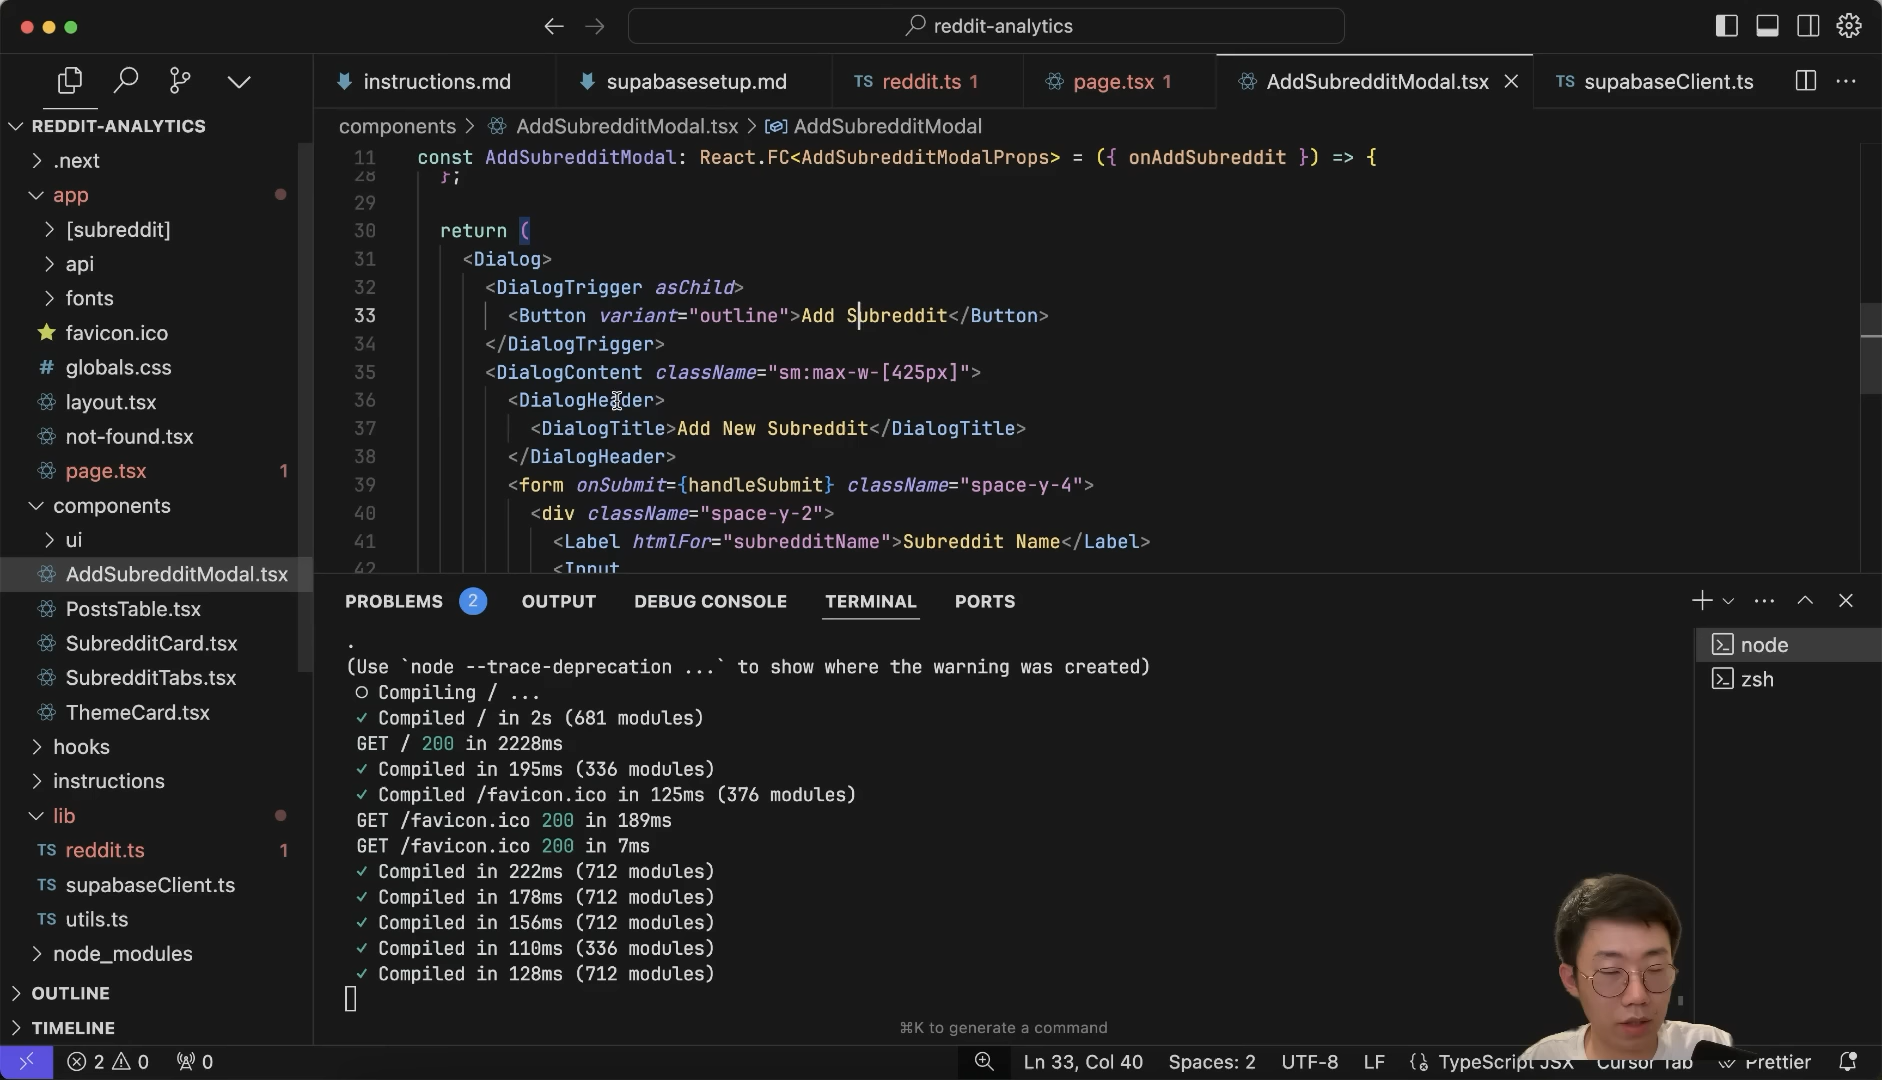 reddit-analytics
instructions.md
supabasesetup.md
TS reddit.ts 1
page.tsx 1
AddSubredditModal.tsx
TS supabaseClient.ts
REDDIT-ANALYTICS
.next
app
[subreddit]
api
fonts
favicon.ico
# globals.css
layout.tsx
not-found.tsx
page.tsx 1
components
ui
AddSubredditModal.tsx
PostsTable.tsx
SubredditCard.tsx
SubredditTabs.tsx
ThemeCard.tsx
hooks
instructions
lib
TS reddit.ts 1
TS supabaseClient.ts
TS utils.ts
node_modules
OUTLINE
TIMELINE
components > AddSubredditModal.tsx > AddSubredditModal
11 const AddSubredditModal: React.FC<AddSubredditModalProps> = ({ onAddSubreddit }) => {
28 };
29
30 return (
31 <Dialog>
32 <DialogTrigger asChild>
33 <Button variant="outline">Add Subreddit</Button>
34 </DialogTrigger>
35 <DialogContent className="sm:max-w-[425px]">
36 <DialogHeader>
37 <DialogTitle>Add New Subreddit</DialogTitle>
38 </DialogHeader>
39 <form onSubmit={handleSubmit} className="space-y-4">
40 <div className="space-y-2">
41 <Label htmlFor="subredditName">Subreddit Name</Label>
42 <Input
PROBLEMS 2 OUTPUT DEBUG CONSOLE TERMINAL PORTS
.
(Use `node --trace-deprecation ...` to show where the warning was created)
○ Compiling / ...
✓ Compiled / in 2s (681 modules)
GET / 200 in 2228ms
✓ Compiled in 195ms (336 modules)
✓ Compiled /favicon.ico in 125ms (376 modules)
GET /favicon.ico 200 in 189ms
GET /favicon.ico 200 in 7ms
✓ Compiled in 222ms (712 modules)
✓ Compiled in 178ms (712 modules)
✓ Compiled in 156ms (712 modules)
✓ Compiled in 110ms (336 modules)
✓ Compiled in 128ms (712 modules)
⌘K to generate a command
node
zsh
2 0 0 Ln 33, Col 40 Spaces: 2 UTF-8 LF {} TypeScript JSX Cursor Tab Prettier